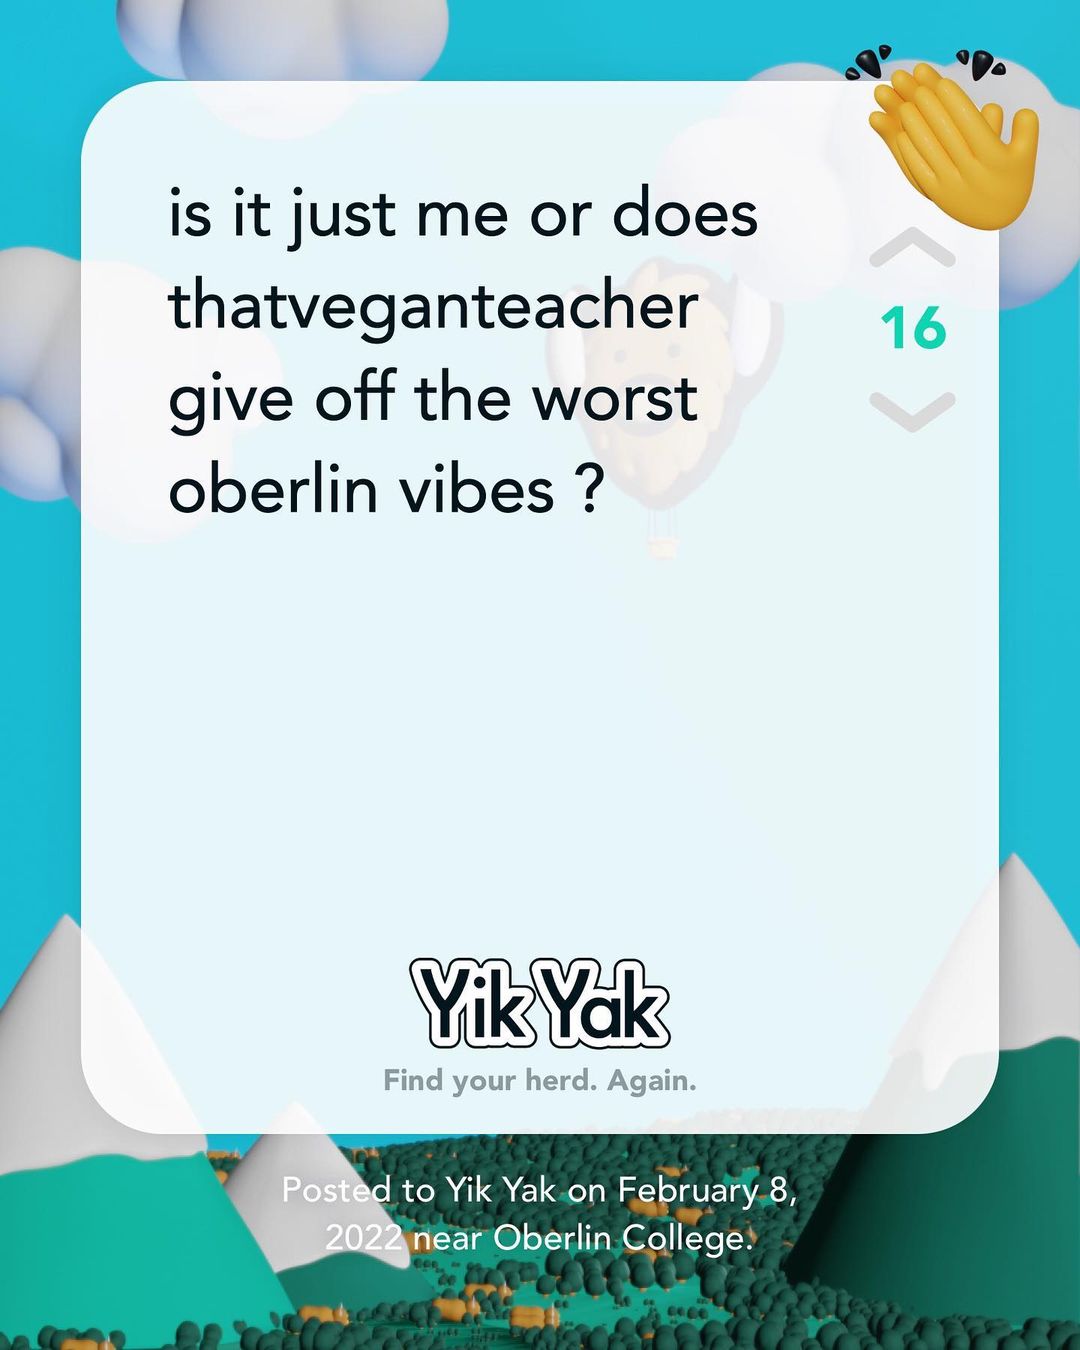 is it just me or does
thatveganteacher
give off the worst
oberlin vibes ?
16
Yik Yak
Find your herd. Again.
Posted to Yik Yak on February 8,
2022 near Oberlin College.